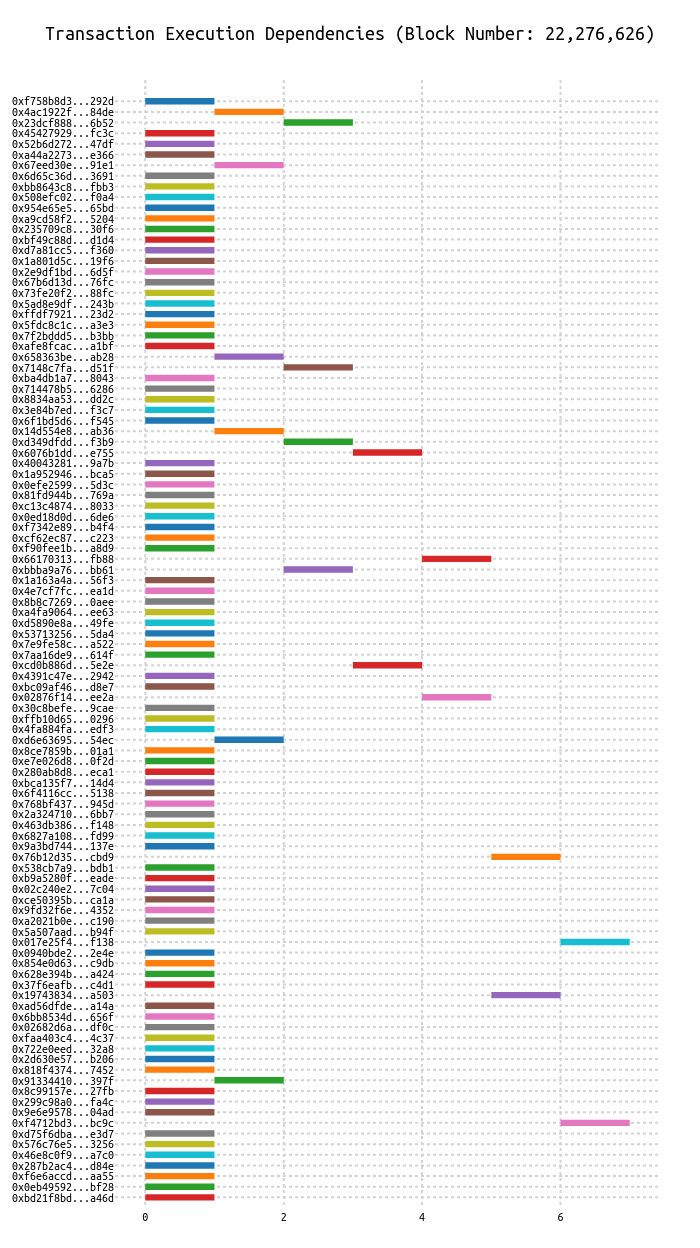 Transaction Execution Dependencies (Block Number: 22,276,626)
0xf758b8d3...292d
0x4ac1922f...84de
0x23dcf888...6b52
0x45427929...fc3c
0x52b6d272...47df
0xa44a2273...e366
0x67eed30e...91e1
0x6d65c36d...3691
0xbb8643c8...fbb3
0x508efc02...f0a4
0x954e65e5...65bd
0xa9cd58f2...5204
0x235709c8...30f6
0xbf49c88d...d1d4
0xd7a81cc5...f360
0x1a801d5c...19f6
0x2e9df1bd...6d5f
0x67b6d13d...76fc
0x73fe20f2...88fc
0x5ad8e9df...243b
0xffdf7921...23d2
0x5fdc8c1c...a3e3
0x7f2bddd5...b3bb
0xafe8fcac...a1bf
0x658363be...ab28
0x7148c7fa...d51f
0xba4db1a7...8043
0x714478b5...6286
0x8834aa53...dd2c
0x3e84b7ed...f3c7
0x6f1bd5d6...f545
0x14d554e8...ab36
0xd349dfdd...f3b9
0x6076b1dd...e755
0x40043281...9a7b
0x1a952946...bca5
0x0efe2599...5d3c
0x81fd944b...769a
0xc13c4874...8033
0x0ed18d0d...6de6
0xf7342e89...b4f4
0xcf62ec87...c223
0xf90fee1b...a8d9
0x66170313...fb88
0xbbba9a76...bb61
0x1a163a4a...56f3
0x4e7cf7fc...ea1d
0x8b8c7269...0aee
0xa4fa9064...ee63
0xd5890e8a...49fe
0x53713256...5da4
0x7e9fe58c...a522
0x7aa16de9...614f
0xcd0b886d...5e2e
0x4391c47e...2942
0xbc09af46...d8e7
0x02876f14...ee2a
0x30c8befe...9cae
0xffb10d65...0296
0x4fa884fa...edf3
0xd6e63695...54ec
0x8ce7859b...01a1
0xe7e026d8...0f2d
0x280ab8d8...eca1
0xbca135f7...14d4
0x6f4116cc...5138
0x768bf437...945d
0x2a324710...6bb7
0x463db386...f148
0x6827a108...fd99
0x9a3bd744...137e
0x76b12d35...cbd9
0x538cb7a9...bdb1
0xb9a5280f...eade
0x02c240e2...7c04
0xce50395b...ca1a
0x9fd32f6e...4352
0xa2021b0e...c190
0x5a507aad...b94f
0x017e25f4...f138
0x0940bde2...2e4e
0x854e0d63...c9db
0x628e394b...a424
0x37f6eafb...c4d1
0x19743834...a503
0xad56dfde...a14a
0x6bb8534d...656f
0x02682d6a...df0c
0xfaa403c4...4c37
0x722e0eed...32a8
0x2d630e57...b206
0x818f4374...7452
0x91334410...397f
0x8c99157e...27fb
0x299c98a0...fa4c
0x9e6e9578...04ad
0xf4712bd3...bc9c
0xd75f6dba...e3d7
0x576c76e5...3256
0x46e8c0f9...a7c0
0x287b2ac4...d84e
0xf6e6accd...aa55
0x0eb49592...bf28
0xbd21f8bd...a46d
0 2 4 6